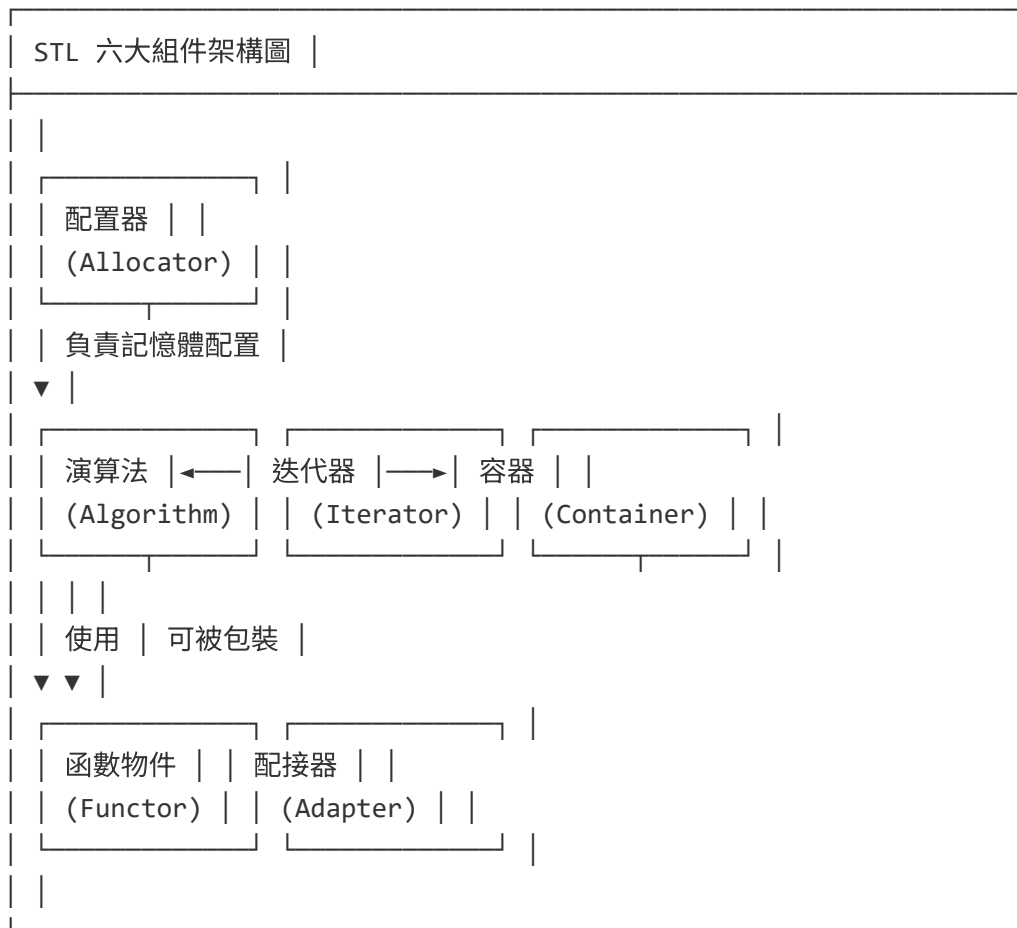 STL 六大組件架構圖
配置器
(Allocator)
負責記憶體配置
▼
演算法 ◄── 迭代器 ──► 容器
(Algorithm) (Iterator) (Container)
使用 可被包裝
▼ ▼
函數物件 配接器
(Functor) (Adapter)